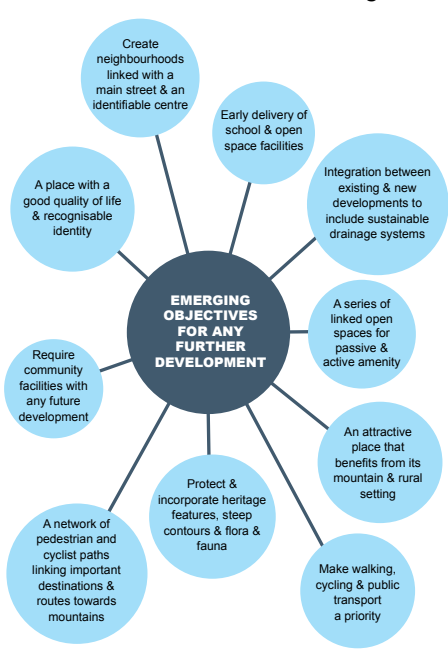 Create
neighbourhoods
linked with a
main street & an
identifiable centre
Early delivery of
school & open
space facilities
Integration between
existing & new
developments to
include sustainable
drainage systems
A place with a
good quality of life
& recognisable
identity
EMERGING
OBJECTIVES
FOR ANY
FURTHER
DEVELOPMENT
A series of
linked open
spaces for
passive &
active amenity
Require
community
facilities with
any future
development
An attractive
place that
benefits from its
mountain & rural
setting
Protect &
incorporate heritage
features, steep
contours & flora &
fauna
A network of
pedestrian and
cyclist paths
linking important
destinations &
routes towards
mountains
Make walking,
cycling & public
transport
a priority